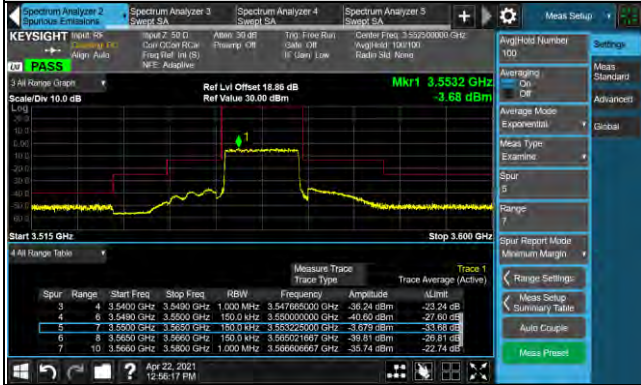 Spectrum Analyzer 2
Spurious Emissions
Spectrum Analyzer 3
Swept SA
Spectrum Analyzer 4
Swept SA
Spectrum Analyzer 5
Swept SA
+
Meas Setup
KEYSIGHT
Input: RF
Coupling: DC
Align: Auto
Input Z: 50 Ω
Corr CCorr RCal
Freq Ref: Int (S)
NFE: Adaptive
Atten: 30 dB
Preamp: Off
Trig: Free Run
Gate: Off
IF Gain: Low
Center Freq: 3.552500000 GHz
Avg|Hold: 100/100
Radio Std: None
PASS
3 All Range Graph
Scale/Div 10.0 dB
Ref Lvl Offset 18.86 dB
Ref Value 30.00 dBm
Mkr1 3.5532 GHz
-3.68 dBm
Log
1
Start 3.515 GHz
Stop 3.600 GHz
4 All Range Table
Measure Trace
Trace 1
Trace Type
Trace Average (Active)
Spur Range Start Freq Stop Freq RBW Frequency Amplitude ΔLimit
3 4 3.5400 GHz 3.5490 GHz 1.000 MHz 3.547665000 GHz -36.24 dBm -23.24 dB
4 6 3.5490 GHz 3.5500 GHz 150.0 kHz 3.550000000 GHz -40.60 dBm -27.60 dB
5 7 3.5500 GHz 3.5650 GHz 150.0 kHz 3.553225000 GHz -3.679 dBm -33.68 dB
6 8 3.5650 GHz 3.5660 GHz 150.0 kHz 3.565021667 GHz -39.81 dBm -26.81 dB
7 10 3.5660 GHz 3.5800 GHz 1.000 MHz 3.566606667 GHz -35.74 dBm -22.74 dB
Apr 22, 2021
12:56:17 PM
?
Avg|Hold Number
100
Averaging
On
Off
Average Mode
Exponential
Meas Type
Examine
Spur
5
Range
7
Spur Report Mode
Minimum Margin
Range Settings
Meas Setup
Summary Table
Auto Couple
Meas Preset
Settings
Meas
Standard
Advanced
Global